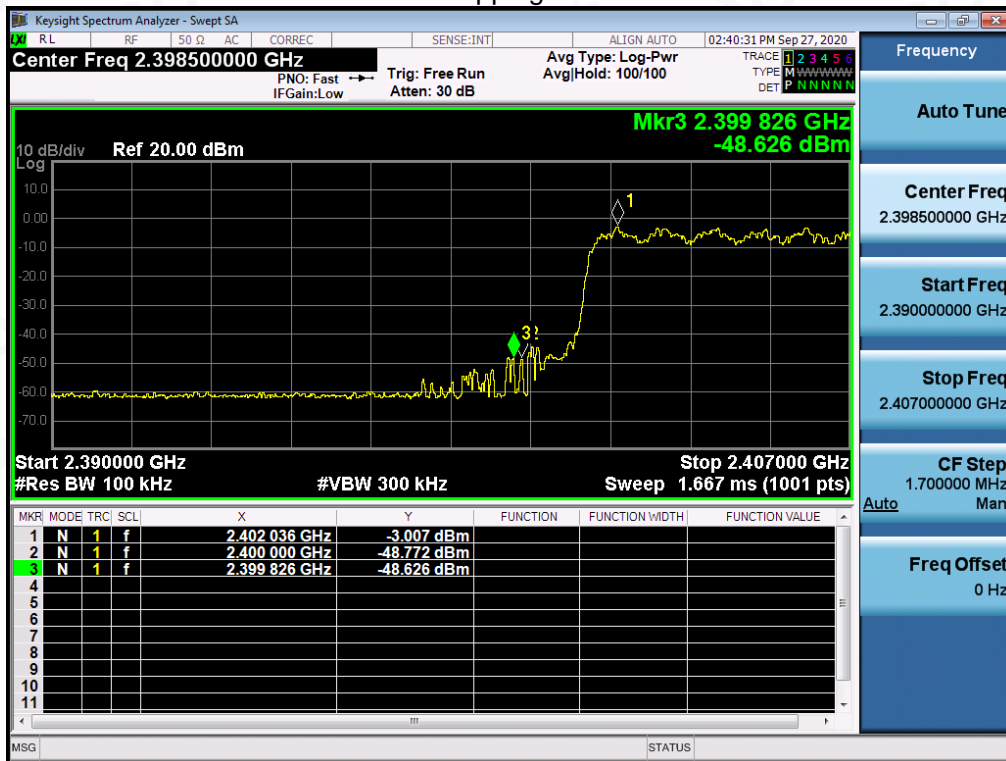 pping
Keysight Spectrum Analyzer - Swept SA
LXI RL RF 50 Ω AC CORREC SENSE:INT ALIGN AUTO 02:40:31 PM Sep 27, 2020
Center Freq 2.398500000 GHz
PNO: Fast
IFGain:Low
Trig: Free Run
Atten: 30 dB
Avg Type: Log-Pwr
Avg|Hold: 100/100
TRACE 1 2 3 4 5 6
TYPE M WWWWW
DET P N N N N N
Mkr3 2.399 826 GHz
-48.626 dBm
10 dB/div Ref 20.00 dBm
Log
10.0
0.00
-10.0
-20.0
-30.0
-40.0
-50.0
-60.0
-70.0
1
3
Start 2.390000 GHz Stop 2.407000 GHz
#Res BW 100 kHz #VBW 300 kHz Sweep 1.667 ms (1001 pts)
MKR MODE TRC SCL X Y FUNCTION FUNCTION WIDTH FUNCTION VALUE
1 N 1 f 2.402 036 GHz -3.007 dBm
2 N 1 f 2.400 000 GHz -48.772 dBm
3 N 1 f 2.399 826 GHz -48.626 dBm
4
5
6
7
8
9
10
11
MSG STATUS
Frequency
Auto Tune
Center Freq
2.398500000 GHz
Start Freq
2.390000000 GHz
Stop Freq
2.407000000 GHz
CF Step
1.700000 MHz
Auto Man
Freq Offset
0 Hz